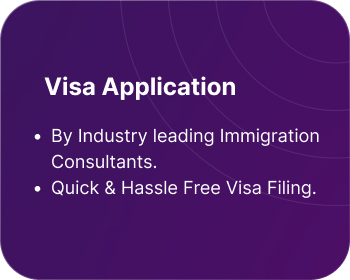 Visa Application
• By Industry leading Immigration
Consultants.
• Quick & Hassle Free Visa Filing.